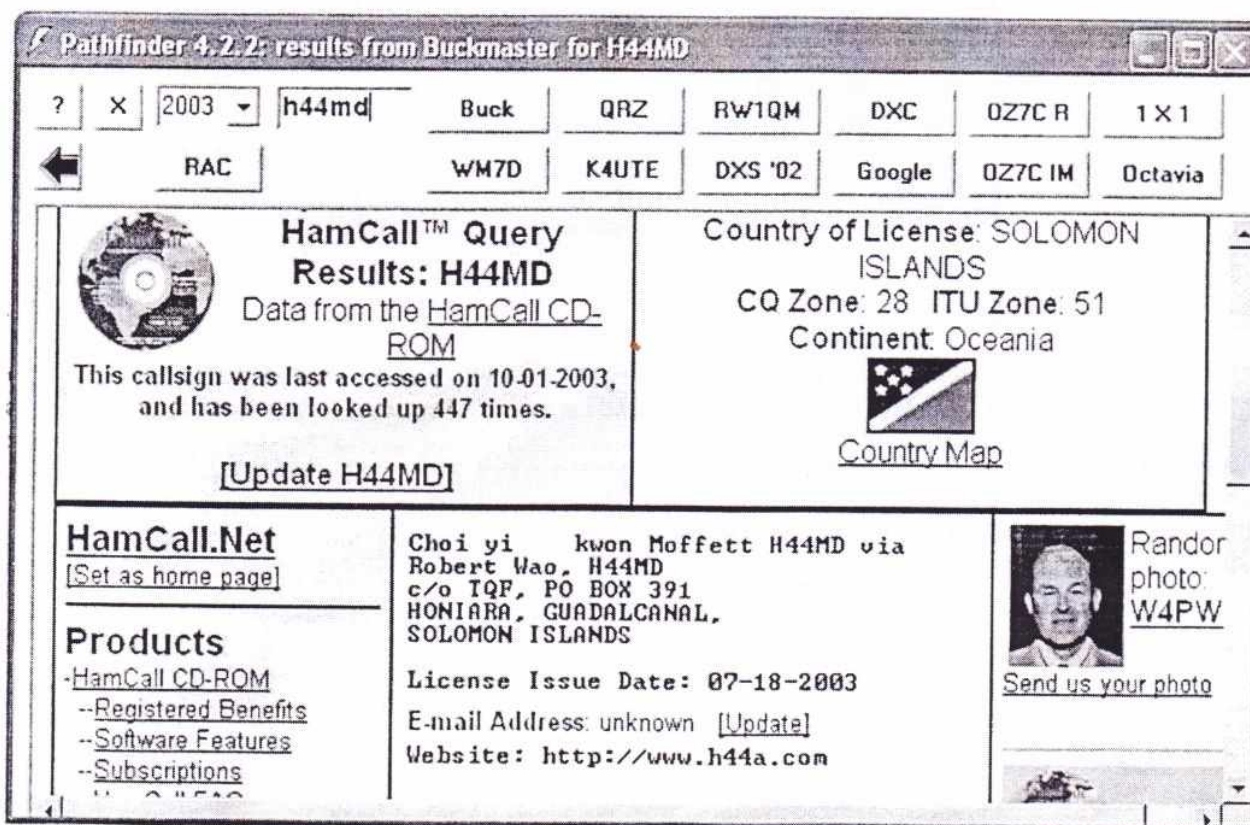 Pathfinder 4.2.2: results from Buckmaster for H44MD
? X 2003 h44md Buck QRZ RW1QM DXC OZ7C R 1 X 1
RAC WM7D K4UTE DXS '02 Google OZ7C IM Octavia
HamCall™ Query
Results: H44MD
Data from the HamCall CD-
ROM
This callsign was last accessed on 10-01-2003,
and has been looked up 447 times.
[Update H44MD]
Country of License: SOLOMON
ISLANDS
CQ Zone: 28 ITU Zone: 51
Continent: Oceania
Country Map
HamCall.Net
[Set as home page]
Products
-HamCall CD-ROM
--Registered Benefits
--Software Features
--Subscriptions
Choi yi kwon Moffett H44MD via
Robert Wao, H44MD
c/o TQF, PO BOX 391
HONIARA, GUADALCANAL,
SOLOMON ISLANDS
License Issue Date: 07-18-2003
E-mail Address: unknown [Update]
Website: http://www.h44a.com
Randor
photo:
W4PW
Send us your photo